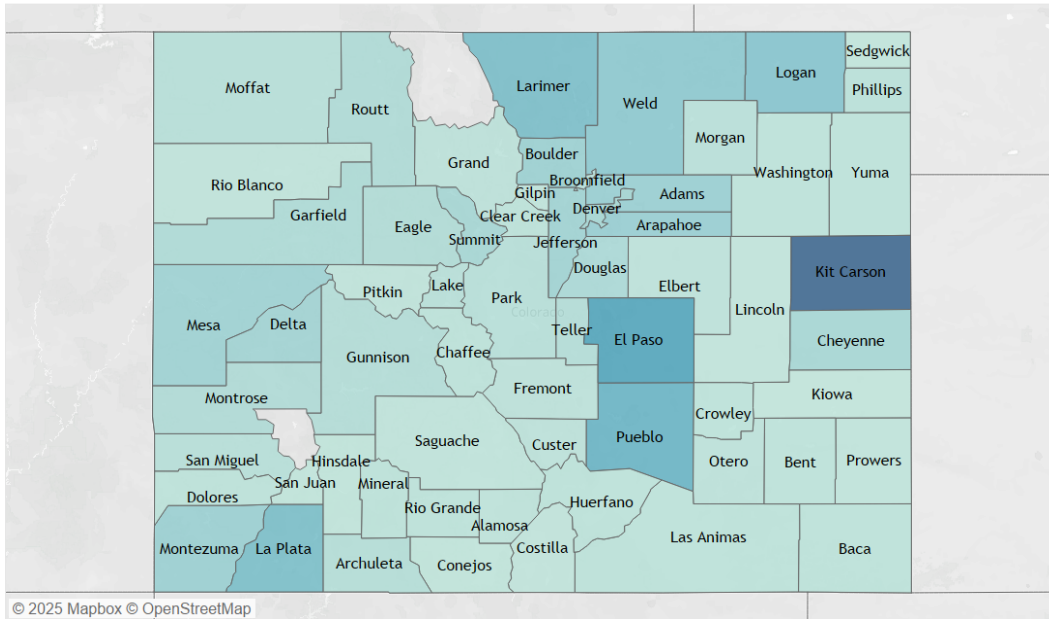 Sedgwick
Moffat
Larimer
Logan
Phillips
Weld
Routt
Morgan
Boulder
Grand
Washington
Yuma
Rio Blanco
Broomfield
Gilpin
Adams
Denver
Garfield
Clear Creek
Eagle
Arapahoe
Summit
Jefferson
Douglas
Kit Carson
Lake
Elbert
Pitkin
Park
Lincoln
Colorado
Mesa
Delta
Teller
El Paso
Cheyenne
Chaffee
Gunnison
Fremont
Kiowa
Montrose
Crowley
Pueblo
Saguache
Custer
San Miguel
Hinsdale
Otero
Bent
Prowers
San Juan
Mineral
Dolores
Huerfano
Rio Grande
Alamosa
Las Animas
Montezuma
La Plata
Costilla
Baca
Archuleta
Conejos
© 2025 Mapbox © OpenStreetMap